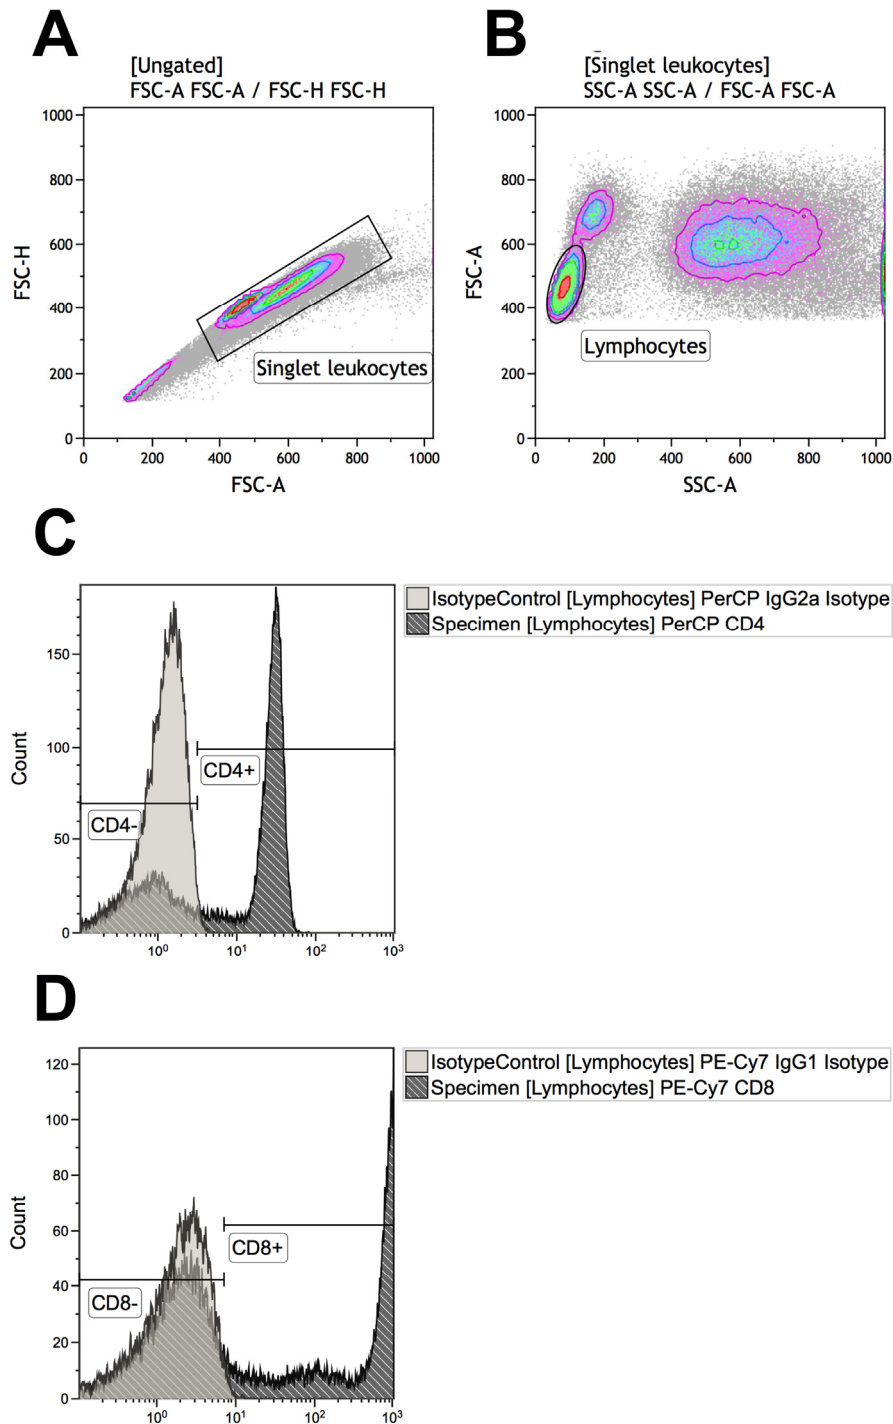 A
[Ungated]
FSC-A FSC-A / FSC-H FSC-H
1000
800
600
400
200
0
FSC-H
Singlet leukocytes
0 200 400 600 800 1000
FSC-A
B
[Singlet leukocytes]
SSC-A SSC-A / FSC-A FSC-A
1000
800
600
400
200
0
FSC-A
Lymphocytes
0 200 400 600 800 1000
SSC-A
C
IsotypeControl [Lymphocytes] PerCP IgG2a Isotype
Specimen [Lymphocytes] PerCP CD4
150
100
50
0
Count
CD4+
CD4-
10⁰ 10¹ 10² 10³
D
IsotypeControl [Lymphocytes] PE-Cy7 IgG1 Isotype
Specimen [Lymphocytes] PE-Cy7 CD8
120
100
80
60
40
20
0
Count
CD8+
CD8-
10⁰ 10¹ 10² 10³